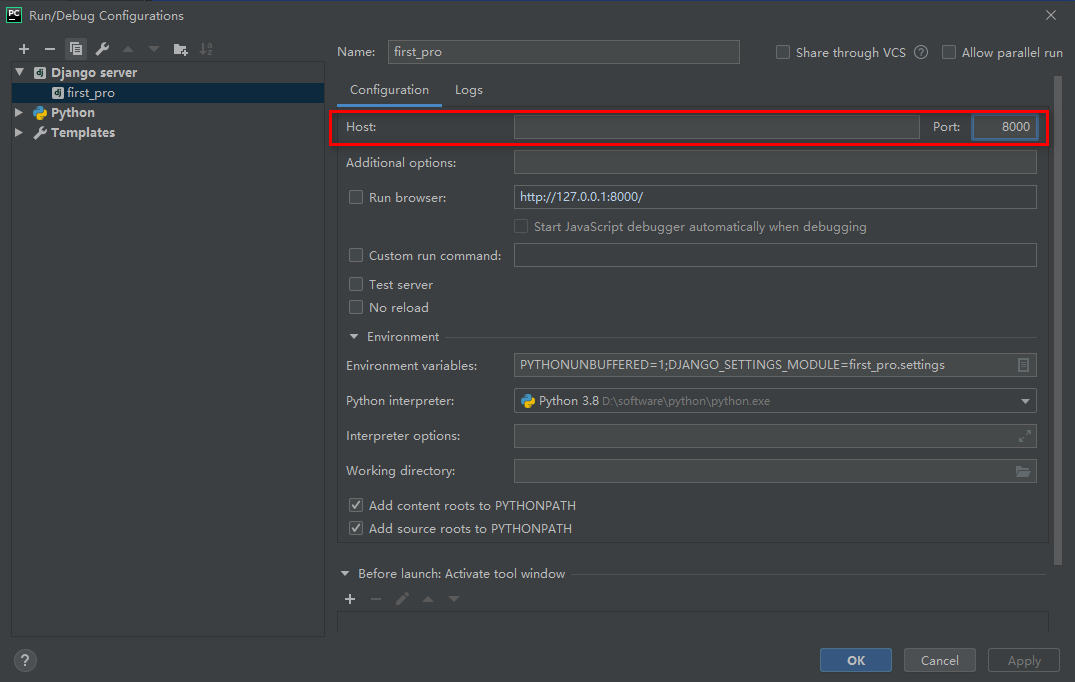 PC Run/Debug Configurations
Name: first_pro Share through VCS ? Allow parallel run
dj Django server
dj first_pro
Python
Templates
Configuration Logs
Host: Port: 8000
Additional options:
Run browser: http://127.0.0.1:8000/
Start JavaScript debugger automatically when debugging
Custom run command:
Test server
No reload
Environment
Environment variables: PYTHONUNBUFFERED=1;DJANGO_SETTINGS_MODULE=first_pro.settings
Python interpreter: Python 3.8 D:\software\python\python.exe
Interpreter options:
Working directory:
Add content roots to PYTHONPATH
Add source roots to PYTHONPATH
Before launch: Activate tool window
? OK Cancel Apply